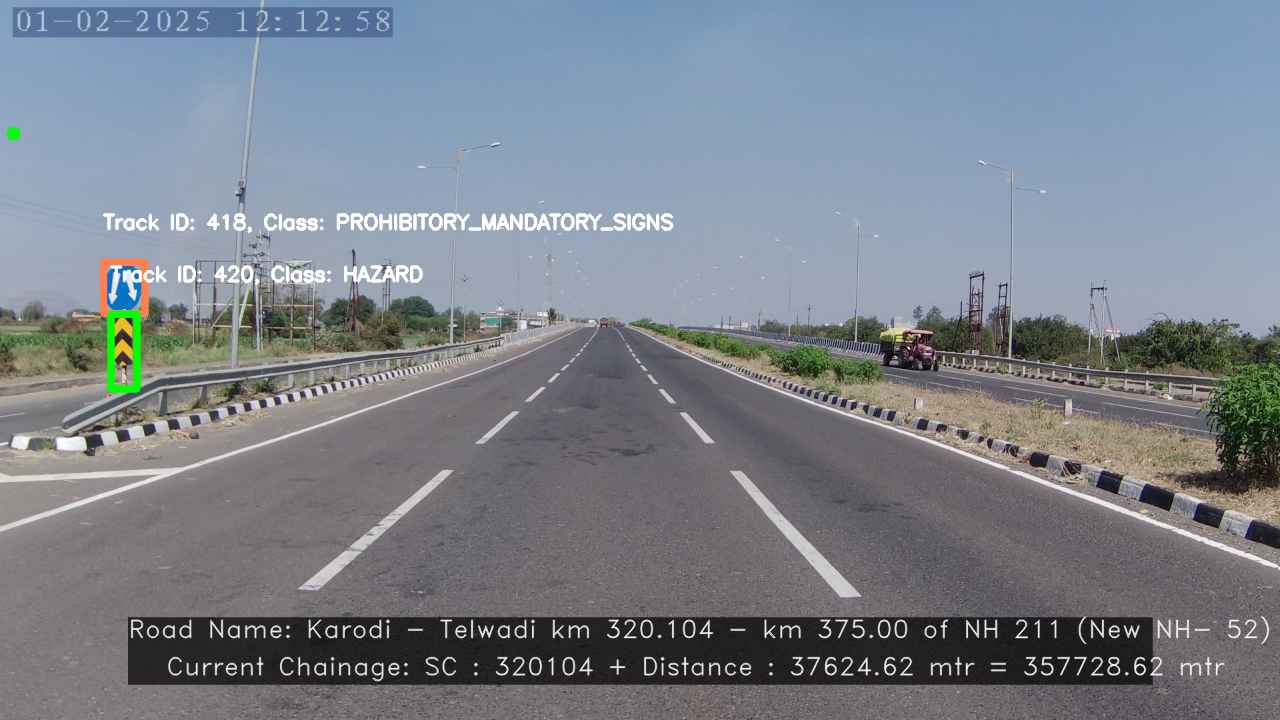 01-02-2025 12:12:58
Track ID: 418, Class: PROHIBITORY_MANDATORY_SIGNS
Track ID: 420, Class: HAZARD
Road Name: Karodi - Telwadi km 320.104 - km 375.00 of NH 211 (New NH- 52)
Current Chainage: SC : 320104 + Distance : 37624.62 mtr = 357728.62 mtr